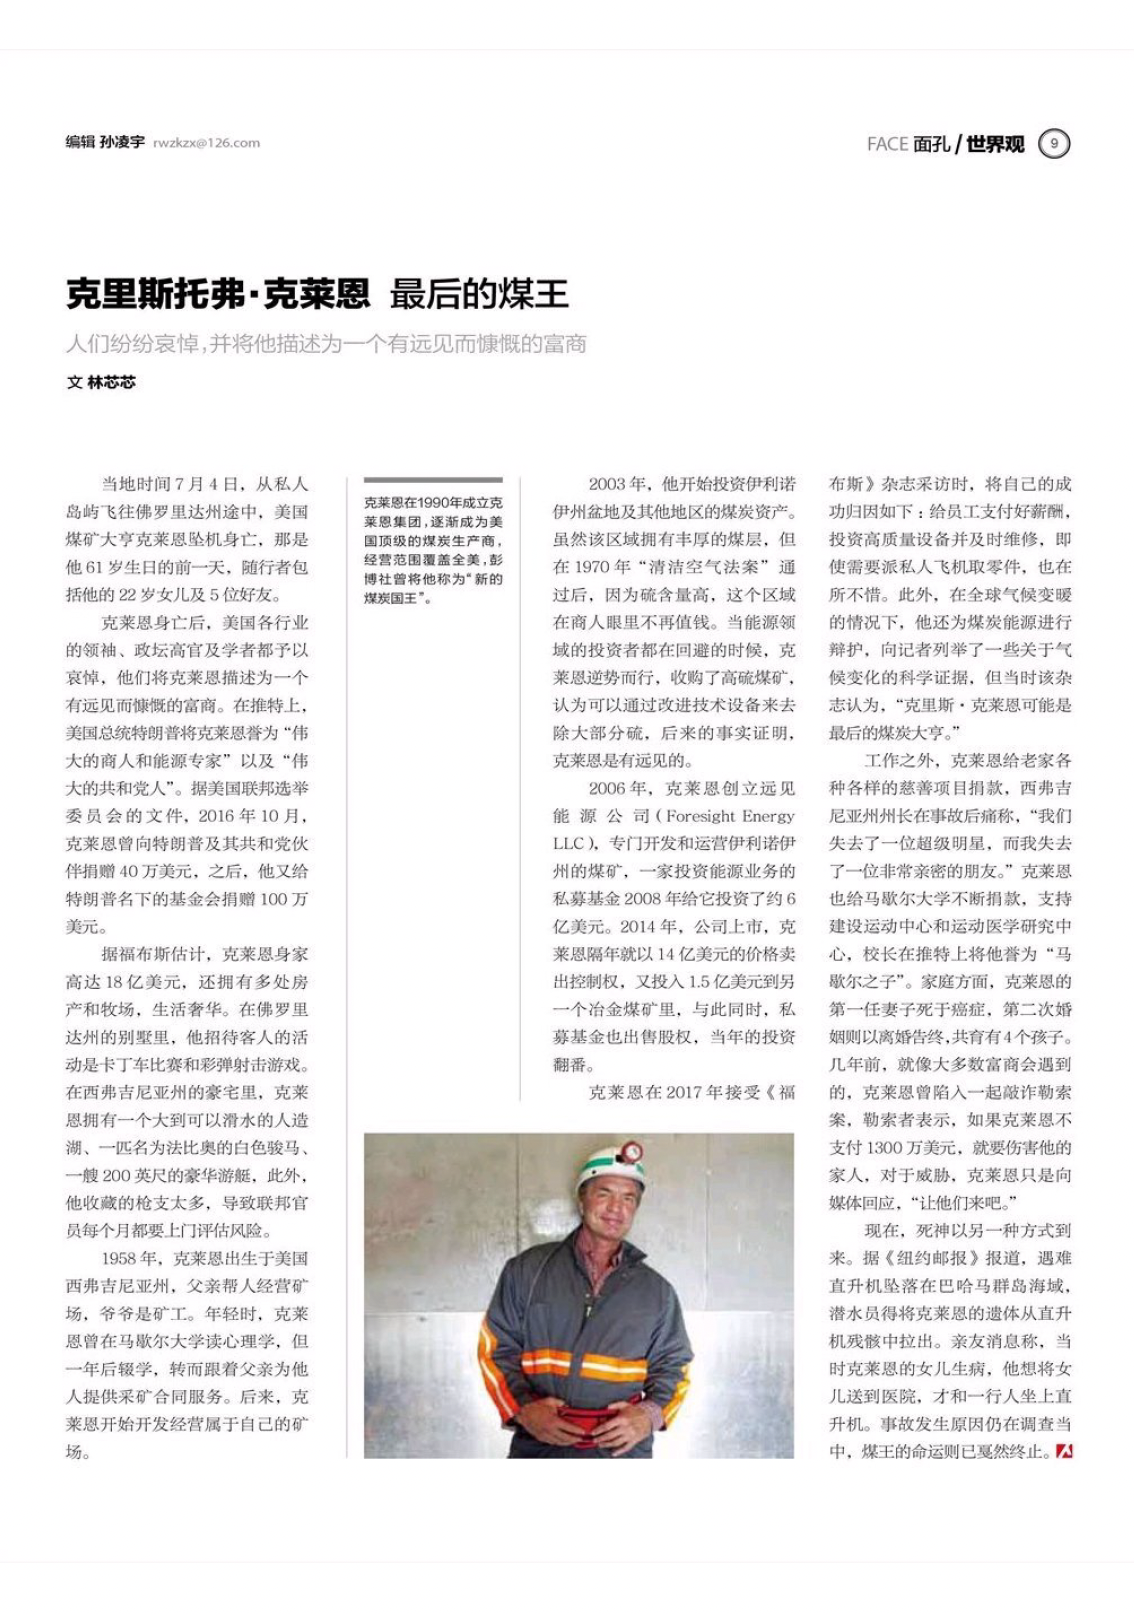 编辑 孙凌宇 rwzkzx@126.com
FACE 面孔 / 世界观 9
克里斯托弗·克莱恩 最后的煤王
人们纷纷哀悼，并将他描述为一个有远见而慷慨的富商
文 林芯芯
当地时间 7 月 4 日，从私人
岛屿飞往佛罗里达州途中，美国
煤矿大亨克莱恩坠机身亡，那是
他 61 岁生日的前一天，随行者包
括他的 22 岁女儿及 5 位好友。
克莱恩身亡后，美国各行业
的领袖、政坛高官及学者都予以
哀悼，他们将克莱恩描述为一个
有远见而慷慨的富商。在推特上，
美国总统特朗普将克莱恩誉为“伟
大的商人和能源专家”以及“伟
大的共和党人”。据美国联邦选举
委员会的文件，2016 年 10 月，
克莱恩曾向特朗普及其共和党伙
伴捐赠 40 万美元，之后，他又给
特朗普名下的基金会捐赠 100 万
美元。
据福布斯估计，克莱恩身家
高达 18 亿美元，还拥有多处房
产和牧场，生活奢华。在佛罗里
达州的别墅里，他招待客人的活
动是卡丁车比赛和彩弹射击游戏。
在西弗吉尼亚州的豪宅里，克莱
恩拥有一个大到可以滑水的人造
湖、一匹名为法比奥的白色骏马、
一艘 200 英尺的豪华游艇，此外，
他收藏的枪支太多，导致联邦官
员每个月都要上门评估风险。
1958 年，克莱恩出生于美国
西弗吉尼亚州，父亲帮人经营矿
场，爷爷是矿工。年轻时，克莱
恩曾在马歇尔大学读心理学，但
一年后辍学，转而跟着父亲为他
人提供采矿合同服务。后来，克
莱恩开始开发经营属于自己的矿
场。
克莱恩在1990年成立克
莱恩集团，逐渐成为美
国顶级的煤炭生产商，
经营范围覆盖全美，彭
博社曾将他称为“新的
煤炭国王”。
2003 年，他开始投资伊利诺
伊州盆地及其他地区的煤炭资产。
虽然该区域拥有丰厚的煤层，但
在 1970 年“清洁空气法案”通
过后，因为硫含量高，这个区域
在商人眼里不再值钱。当能源领
域的投资者都在回避的时候，克
莱恩逆势而行，收购了高硫煤矿，
认为可以通过改进技术设备来去
除大部分硫，后来的事实证明，
克莱恩是有远见的。
2006 年，克莱恩创立远见
能源公司（Foresight Energy
LLC），专门开发和运营伊利诺伊
州的煤矿，一家投资能源业务的
私募基金 2008 年给它投资了约 6
亿美元。2014 年，公司上市，克
莱恩隔年就以 14 亿美元的价格卖
出控制权，又投入 1.5 亿美元到另
一个冶金煤矿里，与此同时，私
募基金也出售股权，当年的投资
翻番。
克莱恩在 2017 年接受《福
布斯》杂志采访时，将自己的成
功归因如下：给员工支付好薪酬，
投资高质量设备并及时维修，即
使需要派私人飞机取零件，也在
所不惜。此外，在全球气候变暖
的情况下，他还为煤炭能源进行
辩护，向记者列举了一些关于气
候变化的科学证据，但当时该杂
志认为，“克里斯·克莱恩可能是
最后的煤炭大亨。”
工作之外，克莱恩给老家各
种各样的慈善项目捐款，西弗吉
尼亚州州长在事故后痛称，“我们
失去了一位超级明星，而我失去
了一位非常亲密的朋友。”克莱恩
也给马歇尔大学不断捐款，支持
建设运动中心和运动医学研究中
心，校长在推特上将他誉为“马
歇尔之子”。家庭方面，克莱恩的
第一任妻子死于癌症，第二次婚
姻则以离婚告终，共育有 4 个孩子。
几年前，就像大多数富商会遇到
的，克莱恩曾陷入一起敲诈勒索
案，勒索者表示，如果克莱恩不
支付 1300 万美元，就要伤害他的
家人，对于威胁，克莱恩只是向
媒体回应，“让他们来吧。”
现在，死神以另一种方式到
来。据《纽约邮报》报道，遇难
直升机坠落在巴哈马群岛海域，
潜水员得将克莱恩的遗体从直升
机残骸中拉出。亲友消息称，当
时克莱恩的女儿生病，他想将女
儿送到医院，才和一行人坐上直
升机。事故发生原因仍在调查当
中，煤王的命运则已戛然终止。